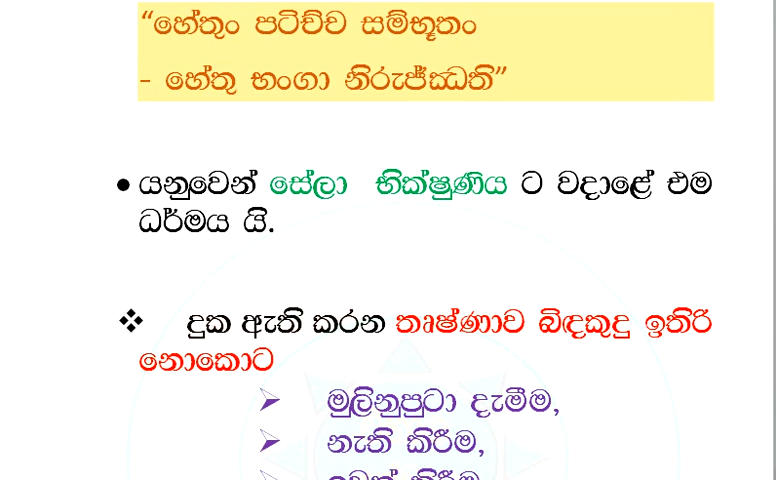 “හේතුං පටිච්ච සම්භූතං
- හේතු භංගා නිරුජ්ඣති”
• යනුවෙන් සේලා භික්ෂුණිය ට වදාළේ එම
ධර්මය යි.
❖ දුක ඇති කරන තෘෂ්ණාව බිඳකුදු ඉතිරි
නොකොට
➢ මුලිනුපුටා දැමීම,
➢ නැති කිරීම,